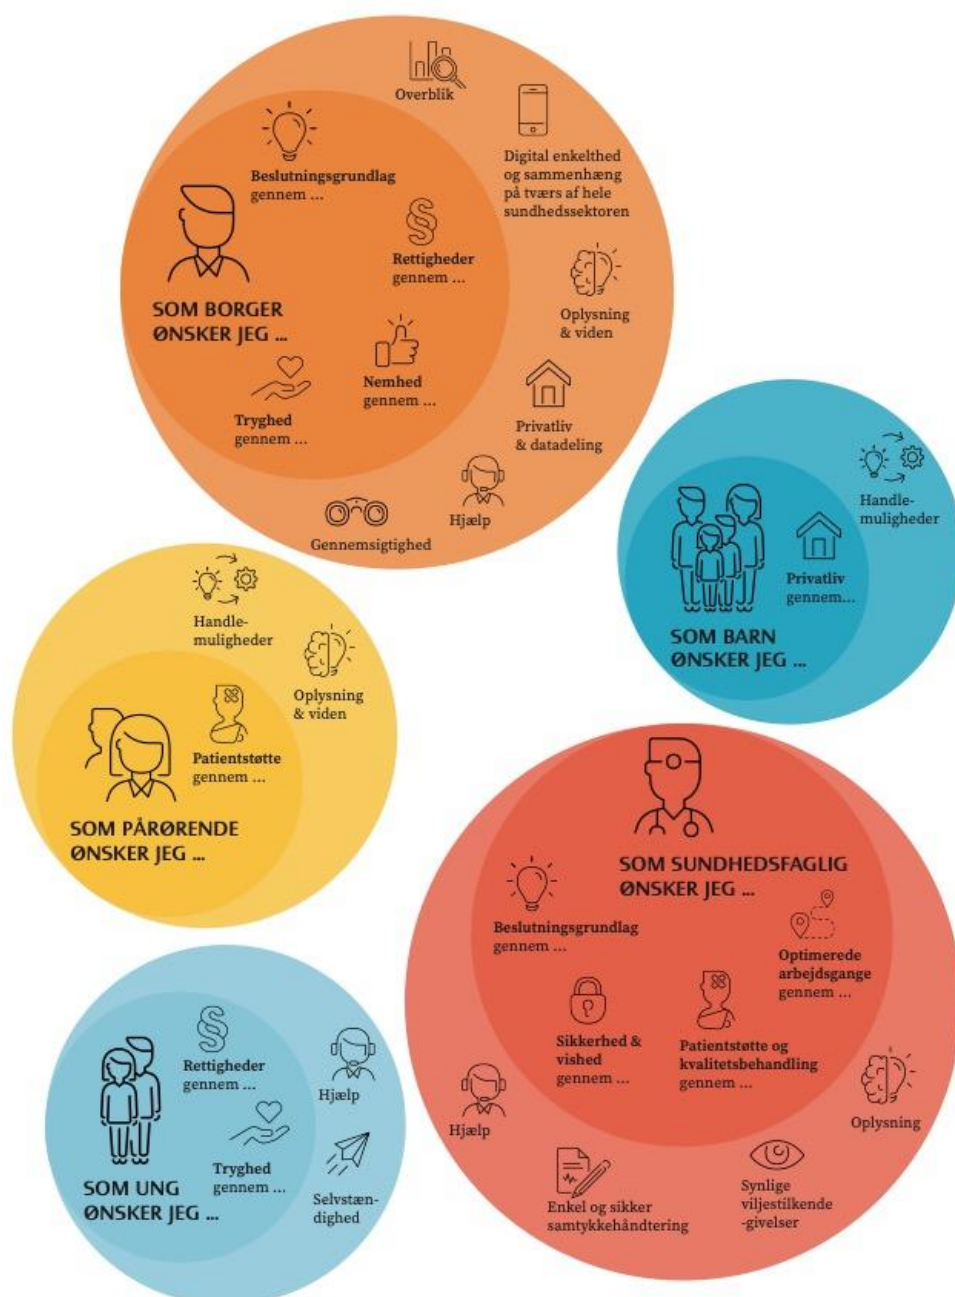 Overblik
Digital enkelthed
og sammenhæng
på tværs af hele
sundhedssektoren
Beslutningsgrundlag
gennem ...
Rettigheder
gennem ...
SOM BORGER
ØNSKER JEG ...
Oplysning
& viden
Nemhed
gennem ...
Tryghed
gennem ...
Privatliv
& datadeling
Hjælp
Gennemsigtighed
Handle-
muligheder
Privatliv
gennem...
SOM BARN
ØNSKER JEG ...
Handle-
muligheder
Oplysning
& viden
Patientstøtte
gennem ...
SOM PÅRØRENDE
ØNSKER JEG ...
SOM SUNDHEDSFAGLIG
ØNSKER JEG ...
Beslutningsgrundlag
gennem ...
Optimerede
arbejdsgange
gennem ...
Sikkerhed &
vished
gennem ...
Patientstøtte og
kvalitetsbehandling
gennem ...
Hjælp
Oplysning
Enkel og sikker
samtykkehåndtering
Synlige
viljestilkende
-givelser
Rettigheder
gennem ...
Hjælp
Tryghed
gennem ...
SOM UNG
ØNSKER JEG ...
Selvstæn-
dighed